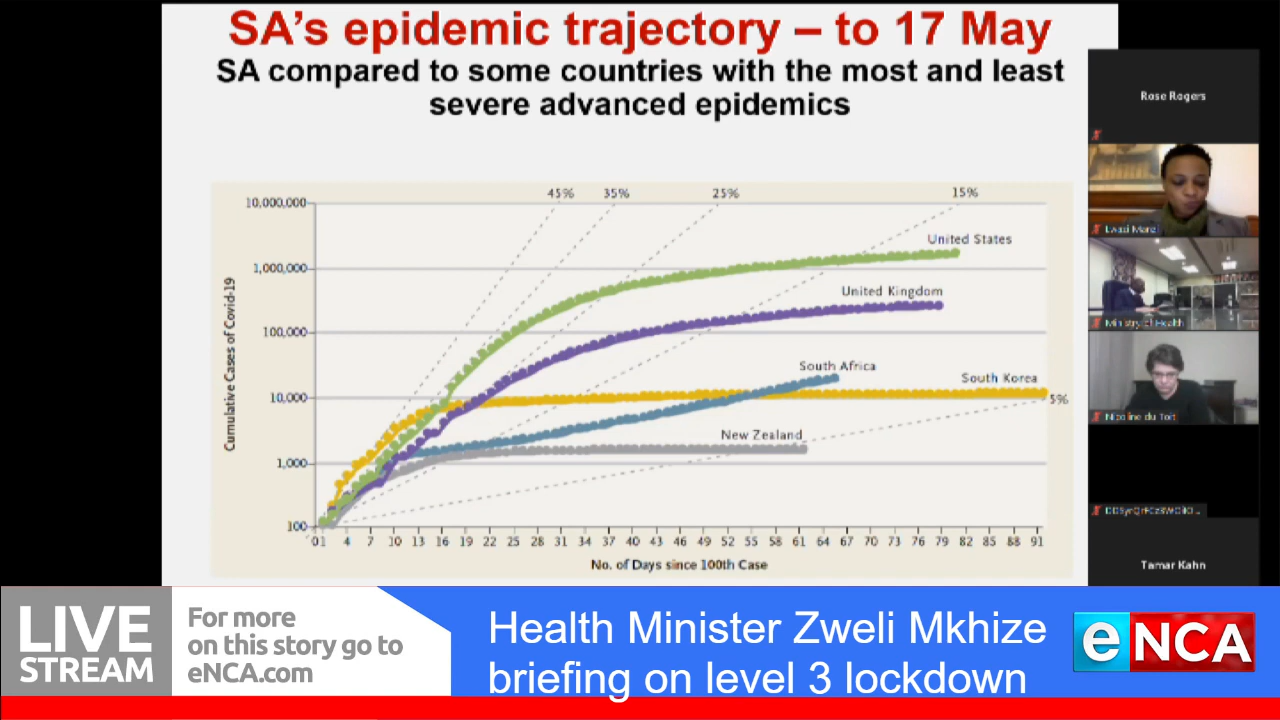 SA's epidemic trajectory – to 17 May
SA compared to some countries with the most and least
severe advanced epidemics
45% 35% 25% 15%
10,000,000
1,000,000
100,000
10,000
1,000
100
Cumulative Cases of Covid-19
United States
United Kingdom
South Africa
South Korea
5%
New Zealand
01 4 7 10 13 16 19 22 25 28 31 34 37 40 43 46 49 52 55 58 61 64 67 70 73 76 79 82 85 88 91
No. of Days since 100th Case
Rose Rogers
Ministry of Health
Nicoline du Toit
Tamar Kahn
LIVE
STREAM
For more
on this story go to
eNCA.com
Health Minister Zweli Mkhize
briefing on level 3 lockdown
eNCA